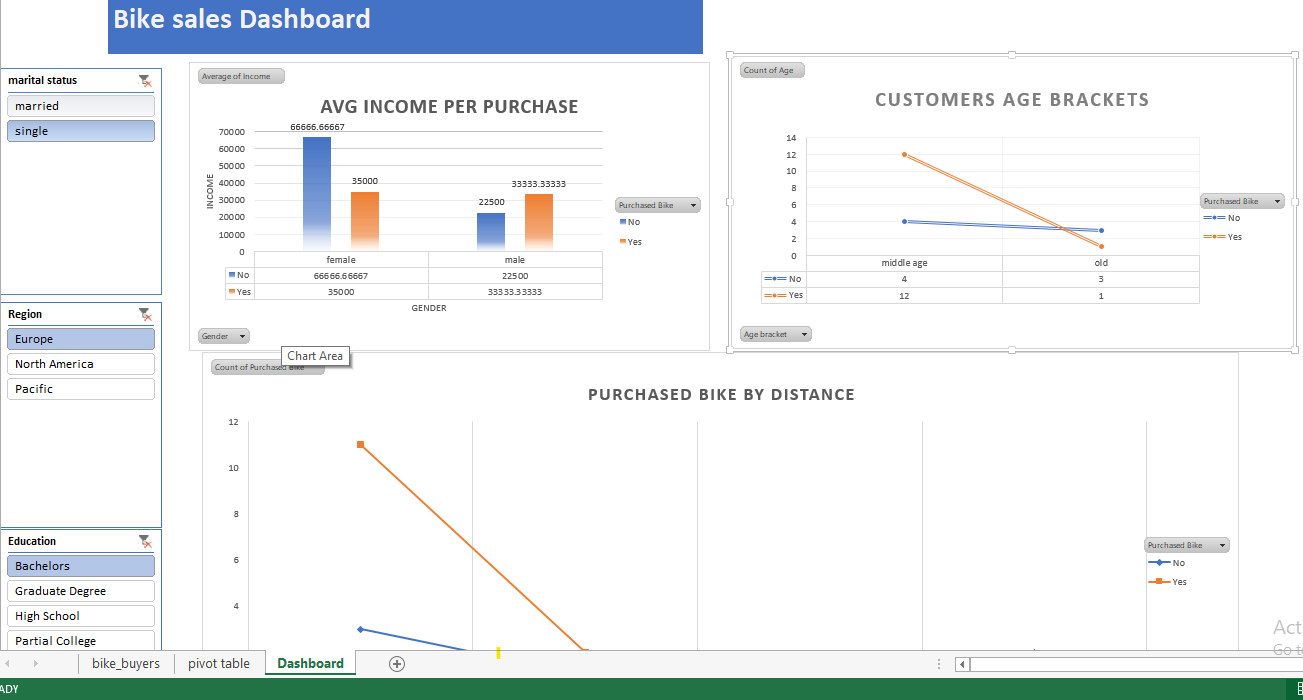 Bike sales Dashboard
marital status
married
single
Region
Europe
North America
Pacific
Education
Bachelors
Graduate Degree
High School
Partial College
Average of Income
AVG INCOME PER PURCHASE
70000
60000
50000
40000
30000
20000
10000
0
INCOME
66666.66667
35000
22500
33333.33333
female male
No 66666.66667 22500
Yes 35000 33333.33333
GENDER
Purchased Bike
No
Yes
Gender
Chart Area
Count of Age
CUSTOMERS AGE BRACKETS
14
12
10
8
6
4
2
0
middle age old
No 4 3
Yes 12 1
Purchased Bike
No
Yes
Age bracket
Count of Purchased Bike
PURCHASED BIKE BY DISTANCE
12
10
8
6
4
Purchased Bike
No
Yes
Act
Go to
bike_buyers pivot table Dashboard
ADY